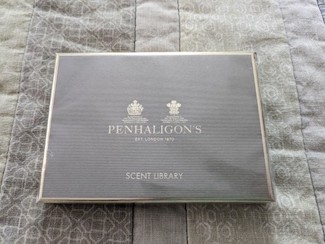 PENHALIGON'S
EST. LONDON 1870
SCENT LIBRARY